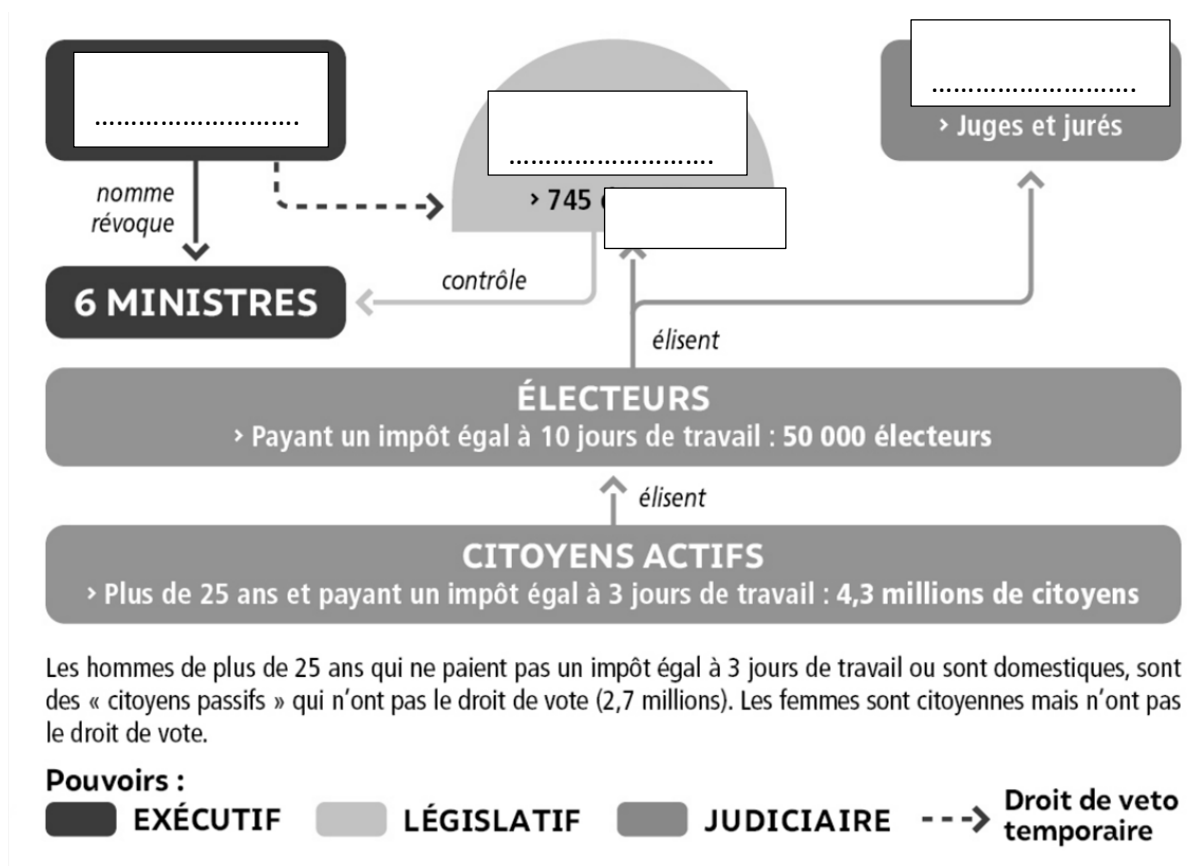 ...........................
...........................
...........................
› Juges et jurés
› 745
nomme
révoque
contrôle
6 MINISTRES
élisent
ÉLECTEURS
› Payant un impôt égal à 10 jours de travail : 50 000 électeurs
élisent
CITOYENS ACTIFS
› Plus de 25 ans et payant un impôt égal à 3 jours de travail : 4,3 millions de citoyens
Les hommes de plus de 25 ans qui ne paient pas un impôt égal à 3 jours de travail ou sont domestiques, sont
des « citoyens passifs » qui n’ont pas le droit de vote (2,7 millions). Les femmes sont citoyennes mais n’ont pas
le droit de vote.
Pouvoirs :
EXÉCUTIF
LÉGISLATIF
JUDICIAIRE
Droit de veto
temporaire